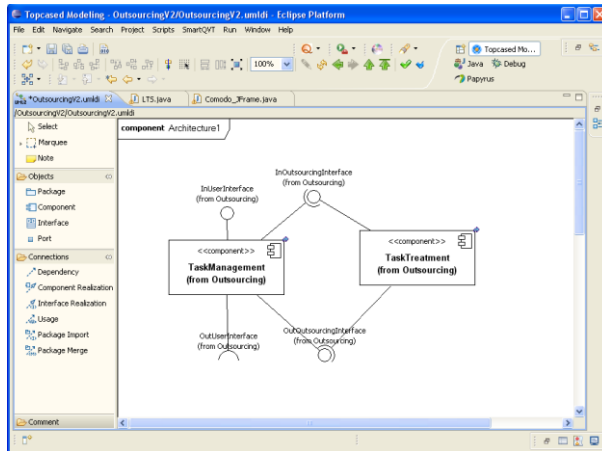 Topcased Modeling - OutsourcingV2/OutsourcingV2.umldi - Eclipse Platform
File Edit Navigate Search Project Scripts SmartQVT Run Window Help
100%
Topcased Mo...
Java Debug
Papyrus
*OutsourcingV2.umldi LTS.java Comodo_JFrame.java
/OutsourcingV2/OutsourcingV2.umldi
Select
Marquee
Note
Objects
Package
Component
Interface
Port
Connections
Dependency
Component Realization
Interface Realization
Usage
Package Import
Package Merge
Comment
component Architecture1
InOutsourcingInterface
(from Outsourcing)
InUserInterface
(from Outsourcing)
<<component>>
TaskManagement
(from Outsourcing)
<<component>>
TaskTreatment
(from Outsourcing)
OutUserInterface
(from Outsourcing)
OutOutsourcingInterface
(from Outsourcing)